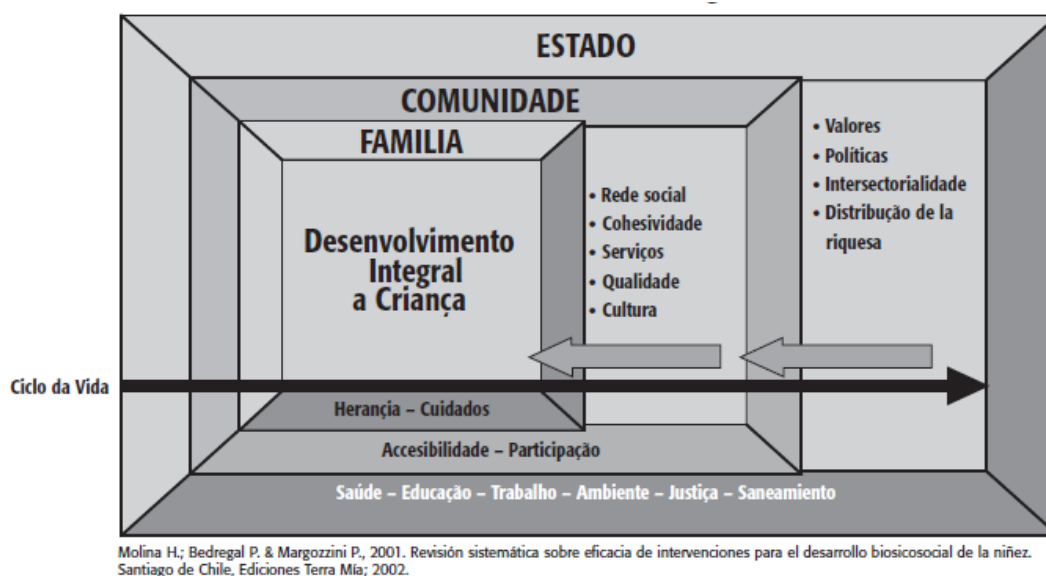 ESTADO
COMUNIDADE
FAMILIA
Desenvolvimento
Integral
a Criança
• Rede social
• Cohesividade
• Serviços
• Qualidade
• Cultura
• Valores
• Políticas
• Intersectorialidade
• Distribução de la
riquesa
Ciclo da Vida
Herançia – Cuidados
Accesibilidade – Participação
Saúde – Educação – Trabalho – Ambiente – Justiça – Saneamiento
Molina H.; Bedregal P. & Margozzini P., 2001. Revisión sistemática sobre eficacia de intervenciones para el desarrollo biosicosocial de la niñez.
Santiago de Chile, Ediciones Terra Mía; 2002.